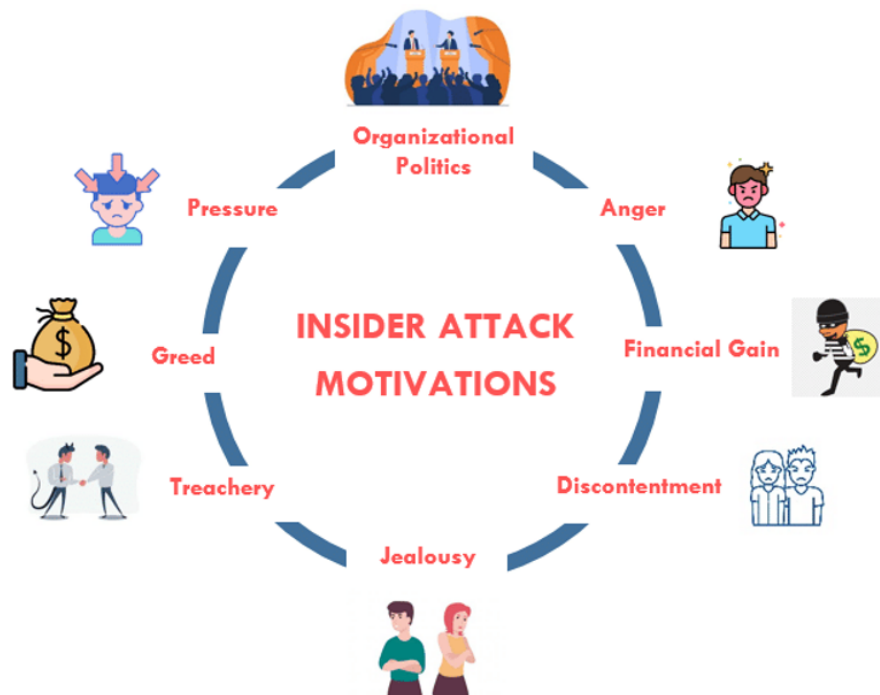 Organizational
Politics
Pressure
Anger
INSIDER ATTACK
MOTIVATIONS
Greed
Financial Gain
Treachery
Discontentment
Jealousy